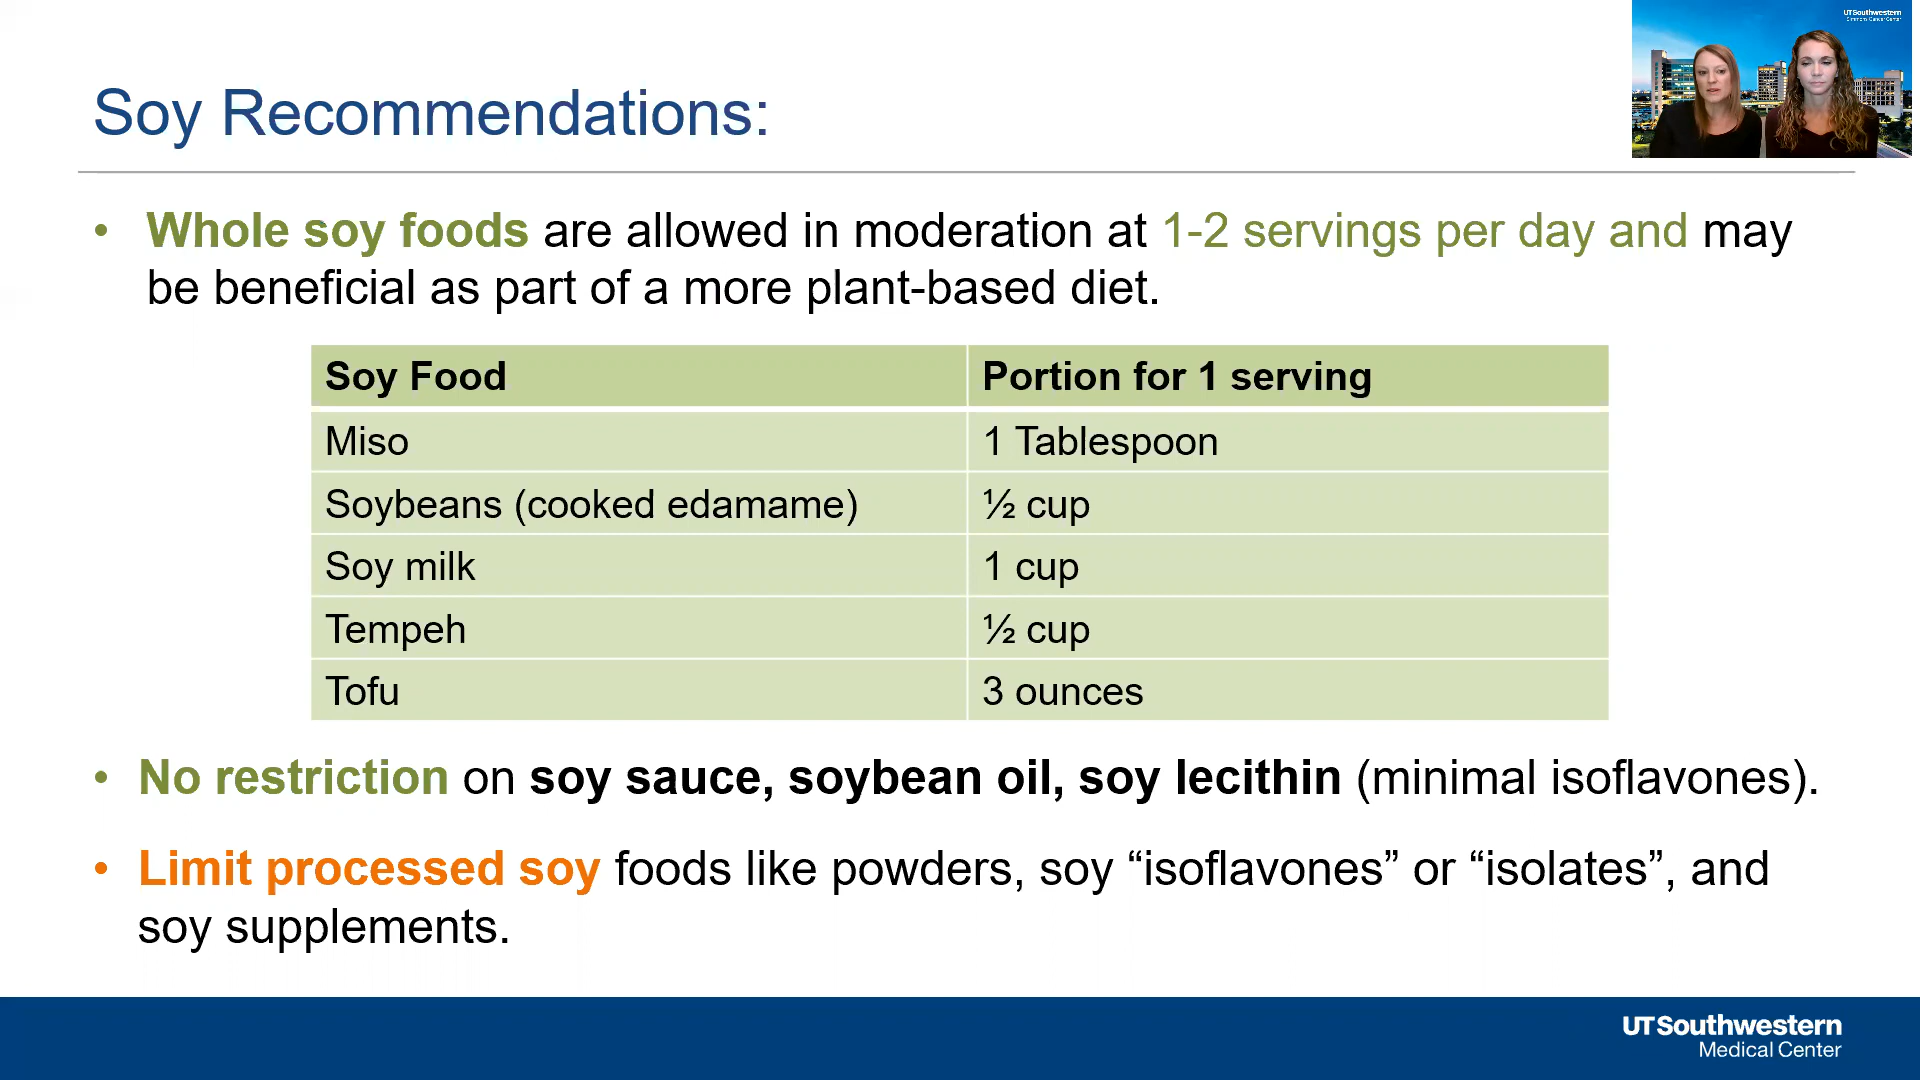 UTSouthwestern
Simmons Cancer Center
Soy Recommendations:
• Whole soy foods are allowed in moderation at 1-2 servings per day and may
be beneficial as part of a more plant-based diet.
Soy Food Portion for 1 serving
Miso 1 Tablespoon
Soybeans (cooked edamame) ½ cup
Soy milk 1 cup
Tempeh ½ cup
Tofu 3 ounces
• No restriction on soy sauce, soybean oil, soy lecithin (minimal isoflavones).
• Limit processed soy foods like powders, soy “isoflavones” or “isolates”, and
soy supplements.
UTSouthwestern
Medical Center